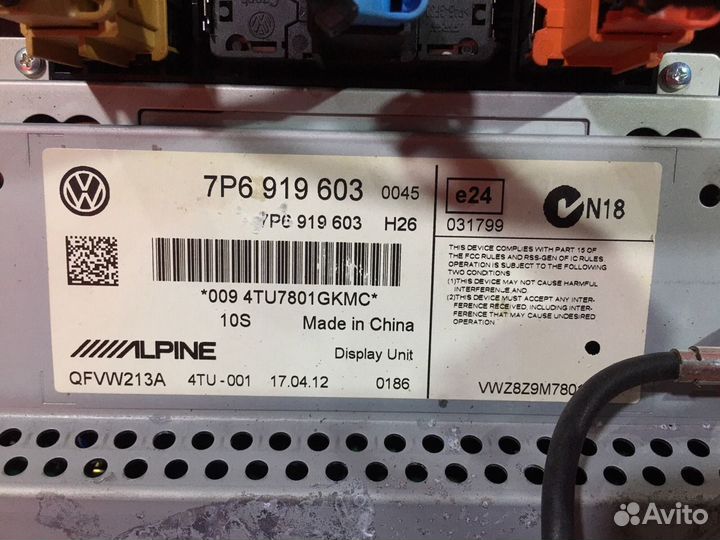 7P6 919 603 0045
7P6 919 603 H26
*009 4TU7801GKMC*
10S Made in China
ALPINE Display Unit
QFVW213A 4TU-001 17.04.12 0186
e24
031799
N18
THIS DEVICE COMPLIES WITH PART 15 OF
THE FCC RULES AND RSS-GEN OF IC RULES
OPERATION IS SUBJECT TO THE FOLLOWING
TWO CONDITIONS
(1)THIS DEVICE MAY NOT CAUSE HARMFUL
INTERFERENCE,AND
(2)THIS DEVICE MUST ACCEPT ANY INTER-
FERENCE RECEIVED, INCLUDING INTER-
FERENCE THAT MAY CAUSE UNDESIRED
OPERATION.
VWZ8Z9M7801
Avito